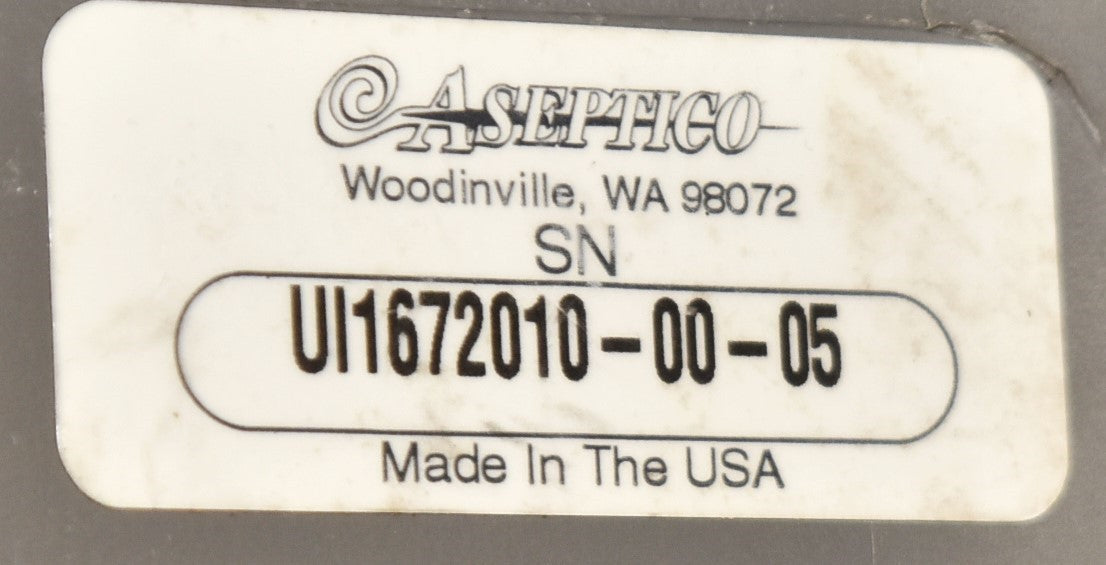 ASEPTICO
Woodinville, WA 98072
SN
UI1672010-00-05
Made In The USA